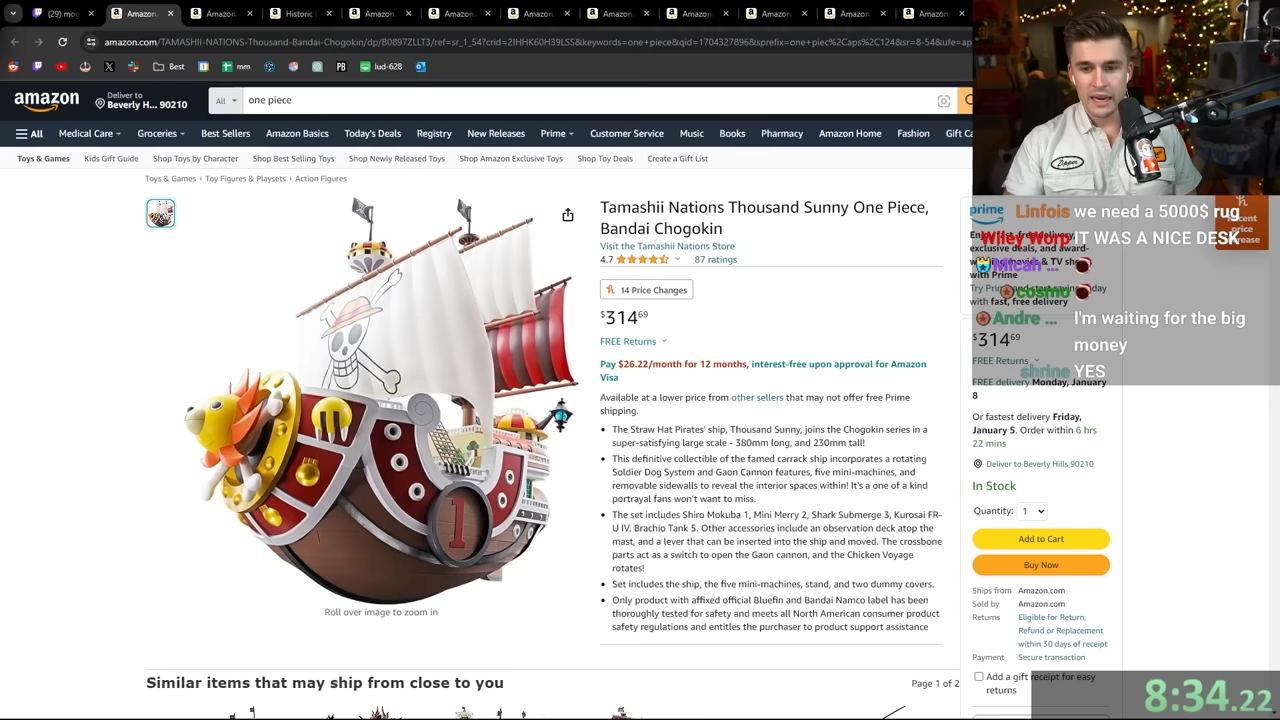 (29) mogu
Amazon
History
New Tab
amazon.com/TAMASHII-NATIONS-Thousand-Bandai-Chogokin/dp/B0897ZLLT3/ref=sr_1_54?crid=2IHHK60H39LSS&keywords=one+piece&qid=1704327896&sprefix=one+piec%2Caps%2C124&sr=8-54&ufe=ap
mm
lud-628
amazon
Deliver to
Beverly H... 90210
All
one piece
All
Medical Care
Groceries
Best Sellers
Amazon Basics
Today's Deals
Registry
New Releases
Prime
Music
Books
Pharmacy
Amazon Home
Fashion
Gift Ca
Toys & Games
Kids Gift Guide
Shop Toys by Character
Shop Best Selling Toys
Shop Newly Released Toys
Shop Amazon Exclusive Toys
Shop Toy Deals
Create a Gift List
Toys & Games › Toy Figures & Playsets › Action Figures
1
Roll over image to zoom in
Tamashii Nations Thousand Sunny One Piece,
Bandai Chogokin
Visit the Tamashii Nations Store
4.7
87 ratings
14 Price Changes
$314 69
FREE Returns
Pay $26.22/month for 12 months, interest-free upon approval for Amazon
Visa
Available at a lower price from other sellers that may not offer free Prime
shipping.
• The Straw Hat Pirates' ship, Thousand Sunny, joins the Chogokin series in a
super-satisfying large scale - 380mm long, and 230mm tall!
• This definitive collectible of the famed carrack ship incorporates a rotating
Soldier Dog System and Gaon Cannon features, five mini-machines, and
removable sidewalls to reveal the interior spaces within! It's a one of a kind
portrayal fans won't want to miss.
• The set includes Shiro Mokuba 1, Mini Merry 2, Shark Submerge 3, Kurosai FR-
U IV, Brachio Tank 5. Other accessories include an observation deck atop the
mast, and a lever that can be inserted into the ship and moved. The crossbone
parts act as a switch to open the Gaon cannon, and the Chicken Voyage
rotates!
• Set includes the ship, the five mini-machines, stand, and two dummy covers.
• Only product with affixed official Bluefin and Bandai Namco label has been
thoroughly tested for safety and meets all North American consumer product
safety regulations and entitles the purchaser to product support assistance
Zipper
prime
Linfois we need a 5000$ rug
Wiley Worp IT WAS A NICE DESK
Micah ...
cosmo
Andre ... I'm waiting for the big
money
shrine YES
with Prime
with fast, free delivery
$314 69
FREE Returns
FREE delivery Monday, January
8
Or fastest delivery Friday,
January 5. Order within 6 hrs
22 mins
Deliver to Beverly Hills 90210
In Stock
Quantity: 1
Add to Cart
Buy Now
Ships from Amazon.com
Sold by Amazon.com
Returns Eligible for Return,
Refund or Replacement
within 30 days of receipt
Payment Secure transaction
Add a gift receipt for easy
returns
Similar items that may ship from close to you
Page 1 of 2
8:34.22